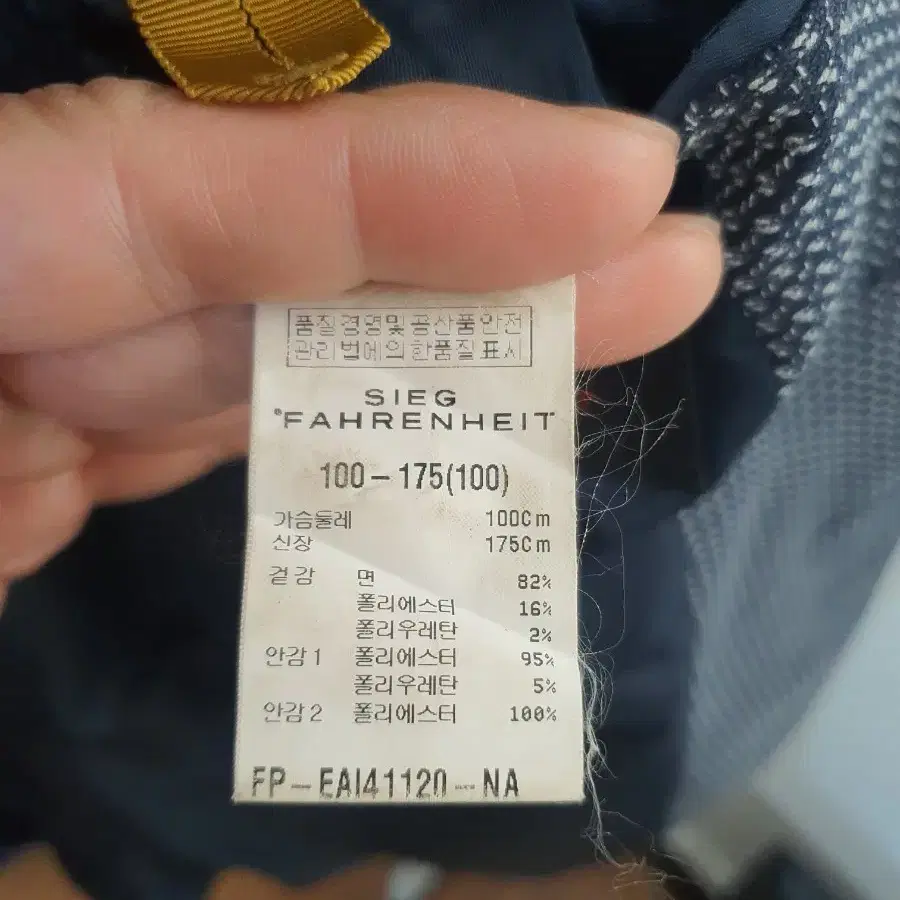 품질경영및공산품안전
관리법에의한품질표시
SIEG
FAHRENHEIT
100-175(100)
가슴둘레 100Cm
신장 175Cm
겉감 면 82%
폴리에스터 16%
폴리우레탄 2%
안감1 폴리에스터 95%
폴리우레탄 5%
안감2 폴리에스터 100%
FP-EAI41120-NA